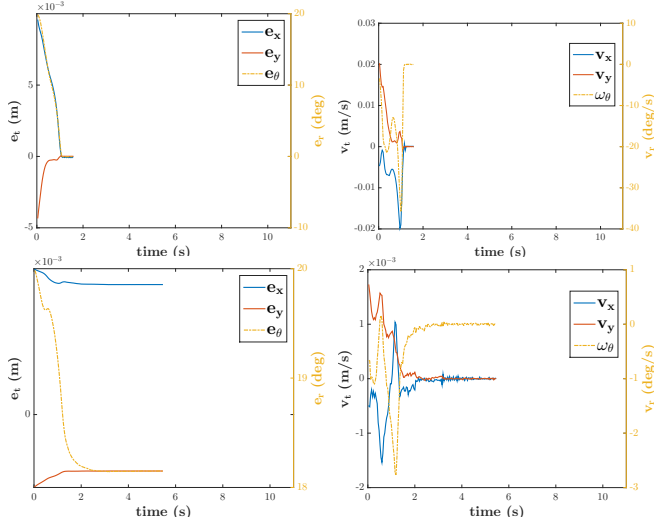 ×10⁻³
5
0
-5
e_t (m)
20
10
0
-10
e_r (deg)
0 2 4 6 8 10
time (s)
e_x
e_y
e_θ
0.03
0.02
0.01
0
-0.01
-0.02
v_t (m/s)
0
-10
-20
-30
-40
v_r (deg/s)
0 2 4 6 8 10
time (s)
v_x
v_y
ω_θ
×10⁻³
0
e_t (m)
20
19
18
e_r (deg)
0 2 4 6 8 10
time (s)
e_x
e_y
e_θ
×10⁻³
2
1
0
-1
-2
v_t (m/s)
1
0
-1
-2
-3
v_r (deg/s)
0 2 4 6 8 10
time (s)
v_x
v_y
ω_θ